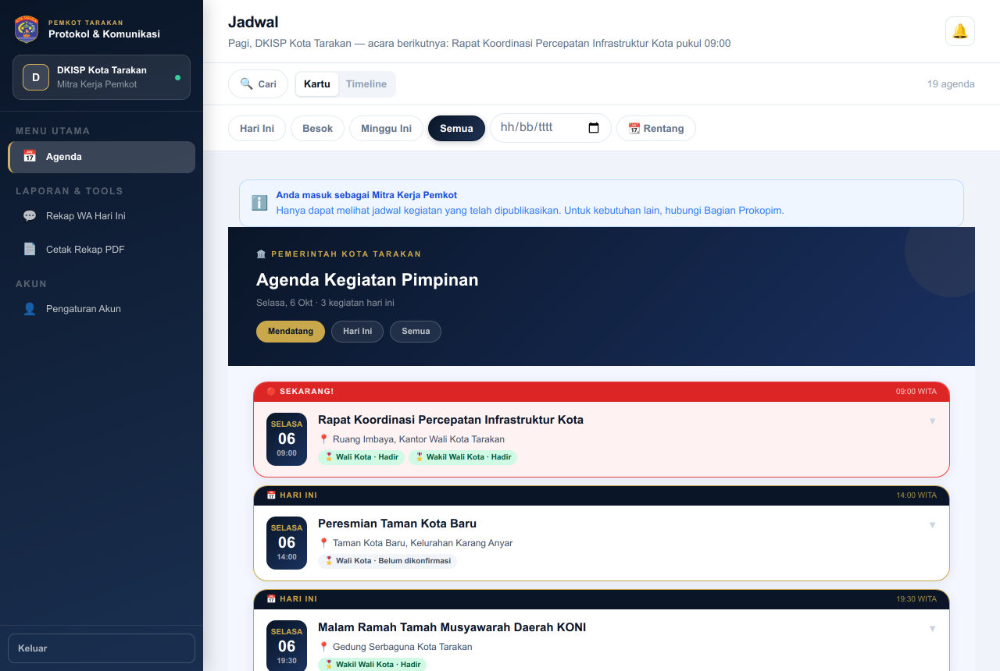 PEMKOT TARAKAN
Protokol & Komunikasi
D
DKISP Kota Tarakan
Mitra Kerja Pemkot
MENU UTAMA
Agenda
LAPORAN & TOOLS
Rekap WA Hari Ini
Cetak Rekap PDF
AKUN
Pengaturan Akun
Keluar
Jadwal
Pagi, DKISP Kota Tarakan — acara berikutnya: Rapat Koordinasi Percepatan Infrastruktur Kota pukul 09:00
Cari
Kartu
Timeline
19 agenda
Hari Ini
Besok
Minggu Ini
Semua
hh/bb/tttt
Rentang
Anda masuk sebagai Mitra Kerja Pemkot
Hanya dapat melihat jadwal kegiatan yang telah dipublikasikan. Untuk kebutuhan lain, hubungi Bagian Prokopim.
PEMERINTAH KOTA TARAKAN
Agenda Kegiatan Pimpinan
Selasa, 6 Okt · 3 kegiatan hari ini
Mendatang
Hari Ini
Semua
SEKARANG!
09:00 WITA
SELASA
06
09:00
Rapat Koordinasi Percepatan Infrastruktur Kota
Ruang Imbaya, Kantor Wali Kota Tarakan
Wali Kota · Hadir
Wakil Wali Kota · Hadir
HARI INI
14:00 WITA
SELASA
06
14:00
Peresmian Taman Kota Baru
Taman Kota Baru, Kelurahan Karang Anyar
Wali Kota · Belum dikonfirmasi
HARI INI
19:30 WITA
SELASA
06
19:30
Malam Ramah Tamah Musyawarah Daerah KONI
Gedung Serbaguna Kota Tarakan
Wakil Wali Kota · Hadir